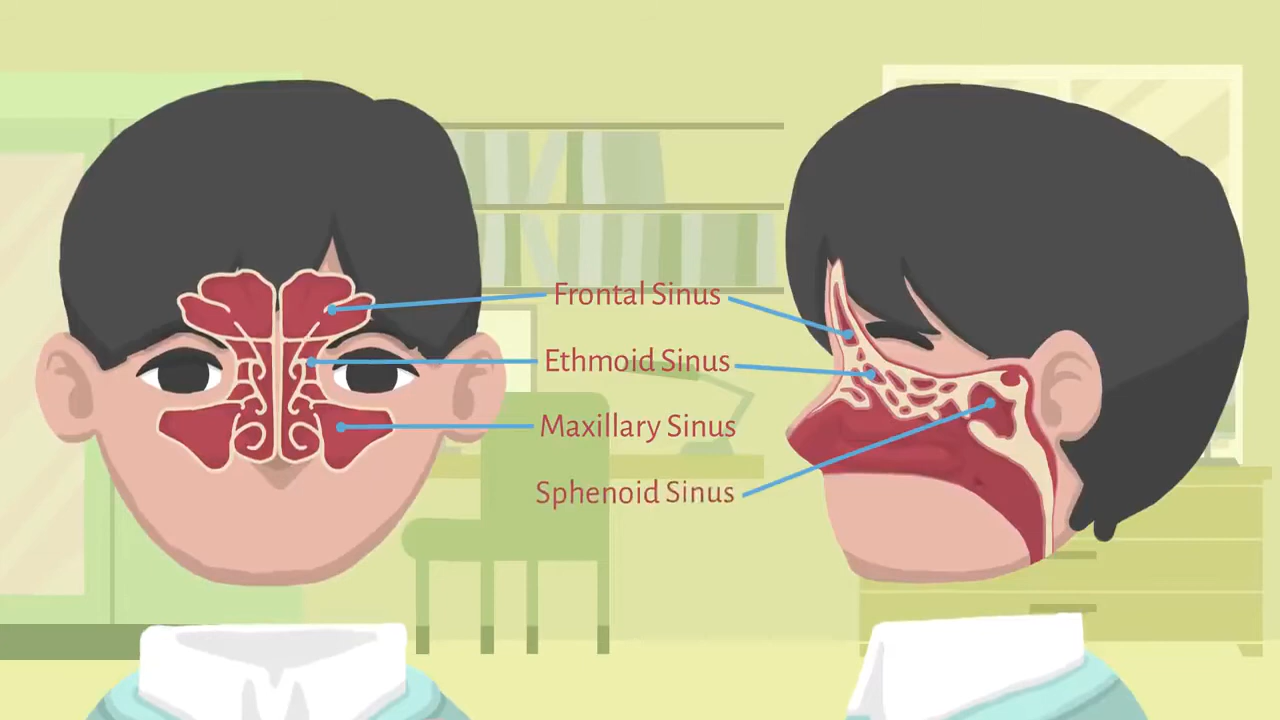 Frontal Sinus
Ethmoid Sinus
Maxillary Sinus
Sphenoid Sinus